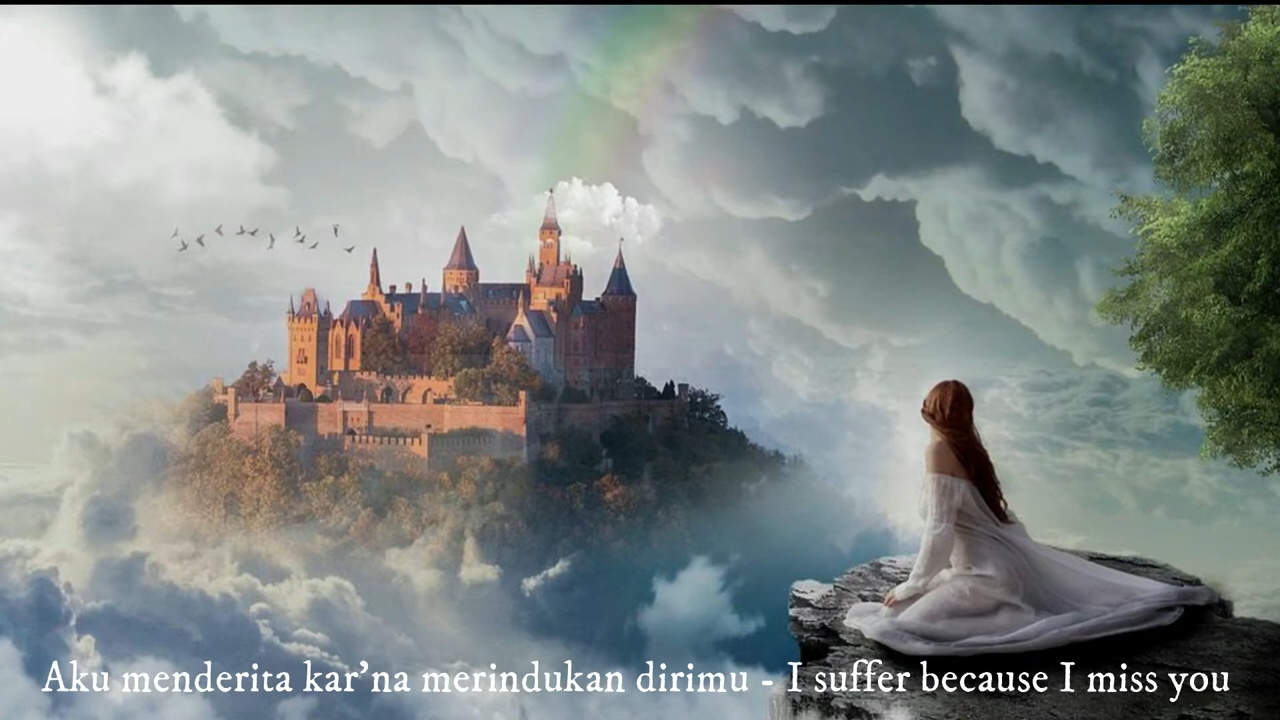 Aku menderita kar’na merindukan dirimu - I suffer because I miss you